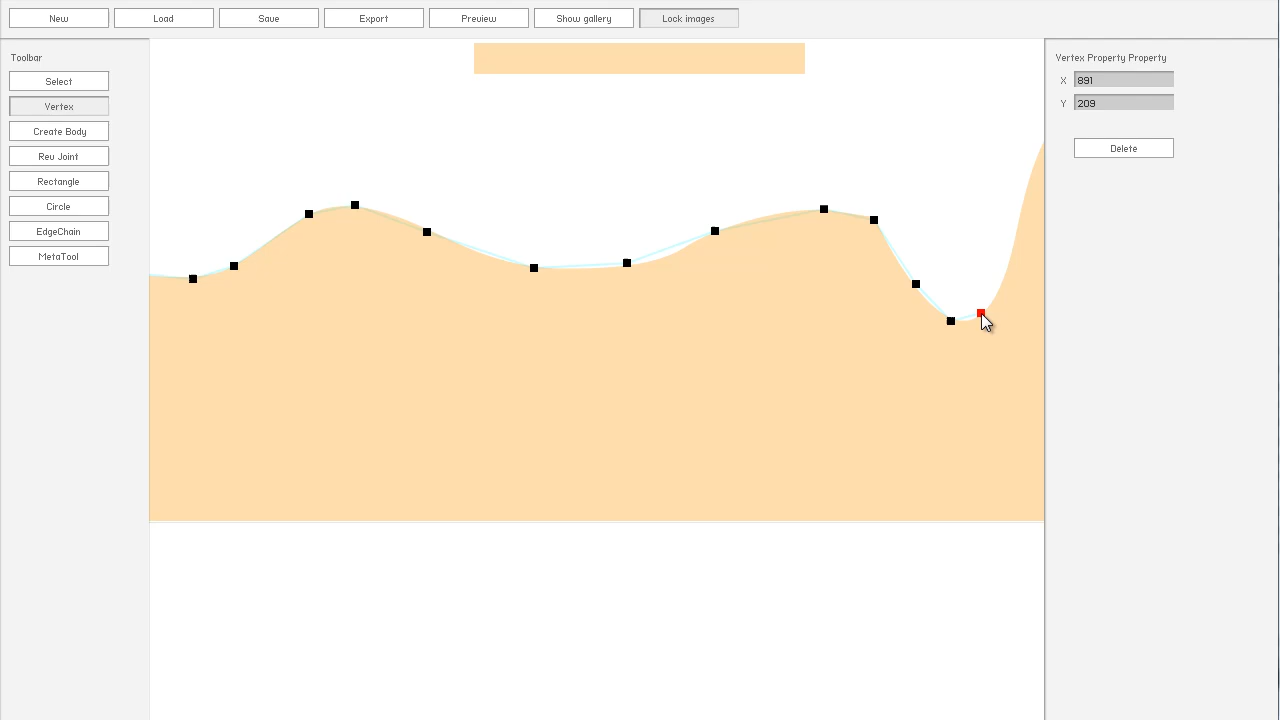 New Load Save Export Preview Show gallery Lock images
Toolbar
Select
Vertex
Create Body
Rev Joint
Rectangle
Circle
EdgeChain
MetaTool
Vertex Property Property
X 891
Y 209
Delete